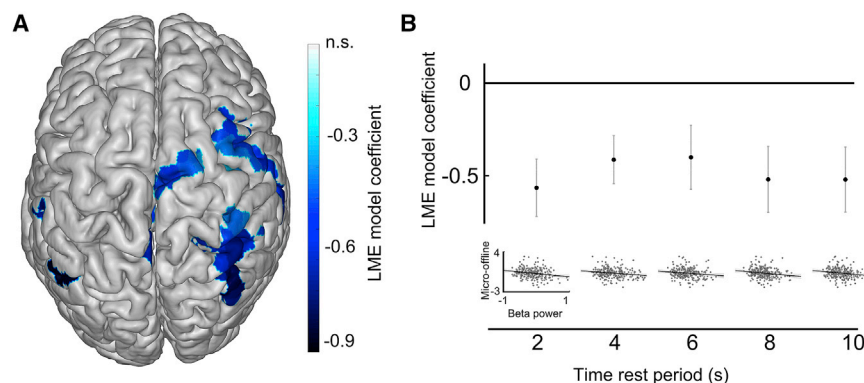 A
n.s.
-0.3
-0.6
-0.9
LME model coefficient
B
0
-0.5
LME model coefficient
4
-3
Micro-offline
-1
1
Beta power
2 4 6 8 10
Time rest period (s)